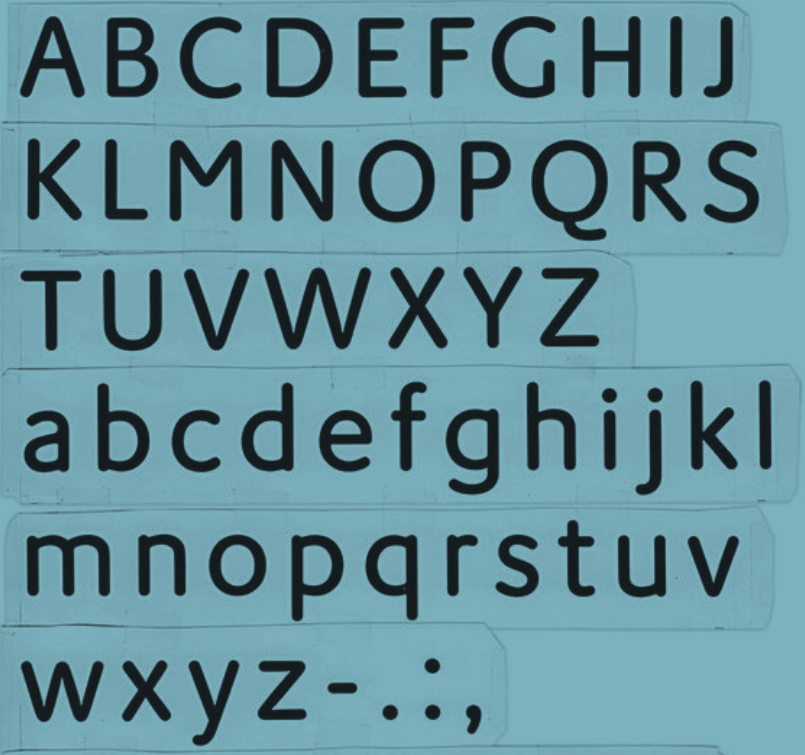 ABCDEFGHIJ
KLMNOPQRS
TUVWXYZ
abcdefghijkl
mnopqrstuv
wxyz-.:,